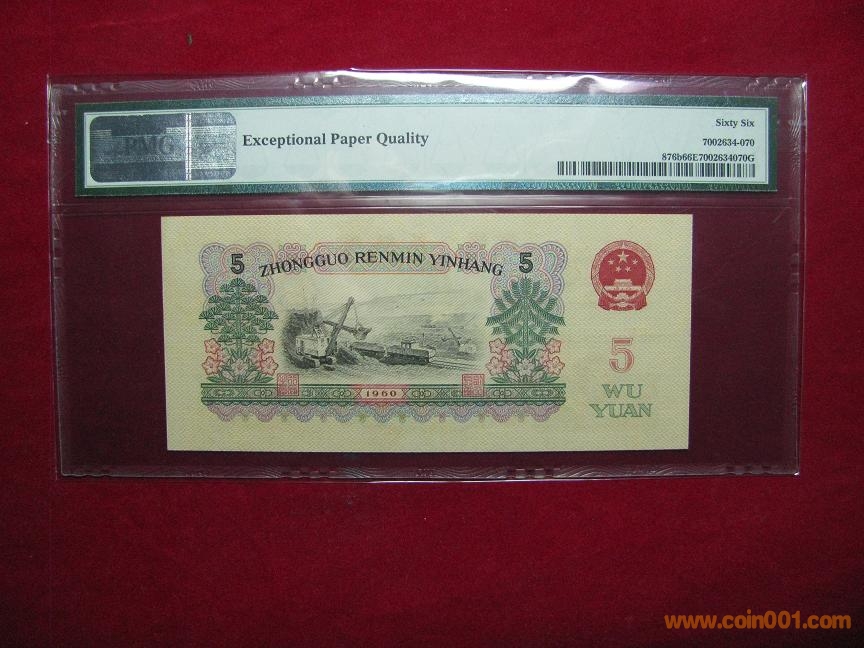 PMG
Exceptional Paper Quality
Sixty Six
7002634-070
876b66E7002634070G
5 ZHONGGUO RENMIN YINHANG 5
5
WU
YUAN
1960
www.coin001.com